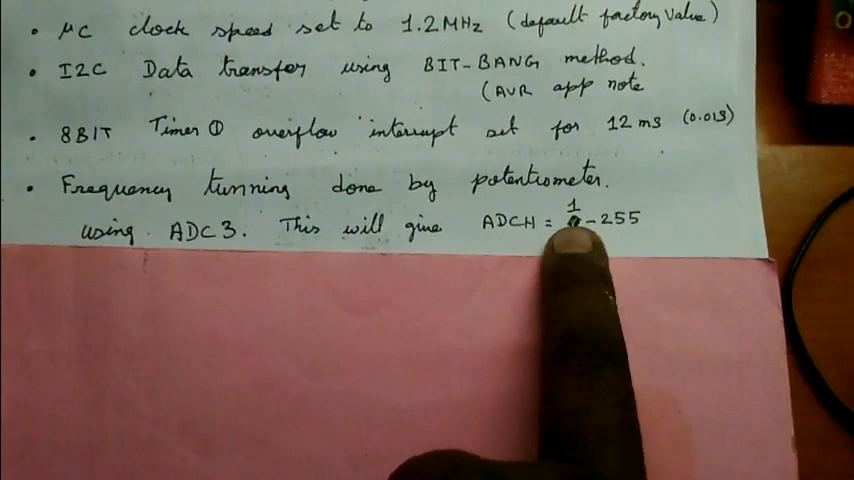 • μC clock speed set to 1.2MHz (default factory value)
• I2C Data transfer using BIT-BANG method.
(AVR app note
• 8BIT Timer ① overflow interrupt set for 12 ms (0.013)
• Frequency tunning done by potentiometer.
using ADC3. This will give ADCH = 1-255